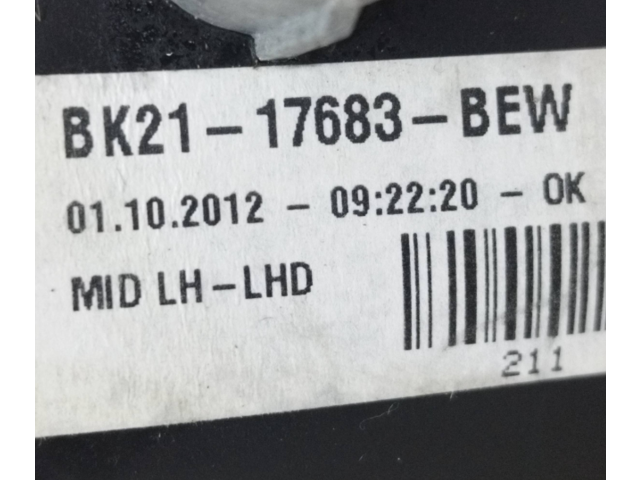 BK21-17683-BEW
01.10.2012 - 09:22:20 - OK
MID LH-LHD
211